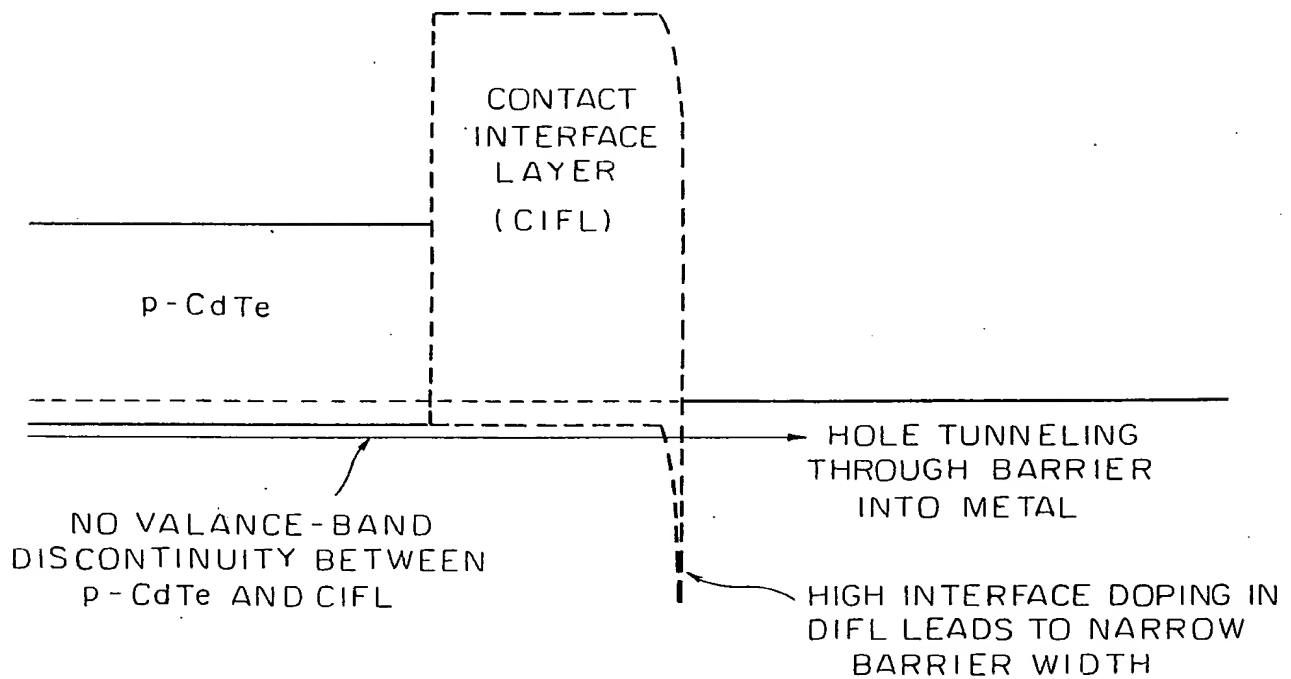 CONTACT
INTERFACE
LAYER
(CIFL)
p-CdTe
HOLE TUNNELING
THROUGH BARRIER
INTO METAL
NO VALANCE-BAND
DISCONTINUITY BETWEEN
p-CdTe AND CIFL
HIGH INTERFACE DOPING IN
DIFL LEADS TO NARROW
BARRIER WIDTH